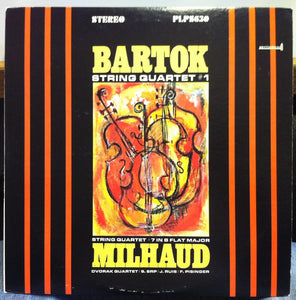 STEREO PLPS630
BARTOK
STRING QUARTET #1
STRING QUARTET · 7 IN B FLAT MAJOR
MILHAUD
DVORAK QUARTET · S. SRP / J. RUIS / F. PISINGER